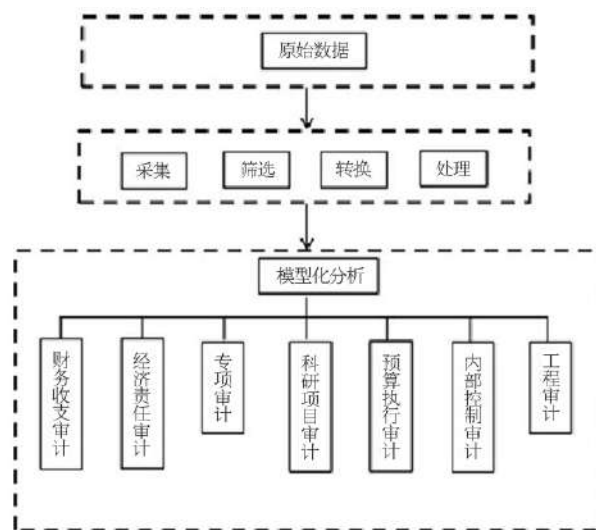 原始数据
采集
筛选
转换
处理
模型化分析
财务收支审计
经济责任审计
专项审计
科研项目审计
预算执行审计
内部控制审计
工程审计